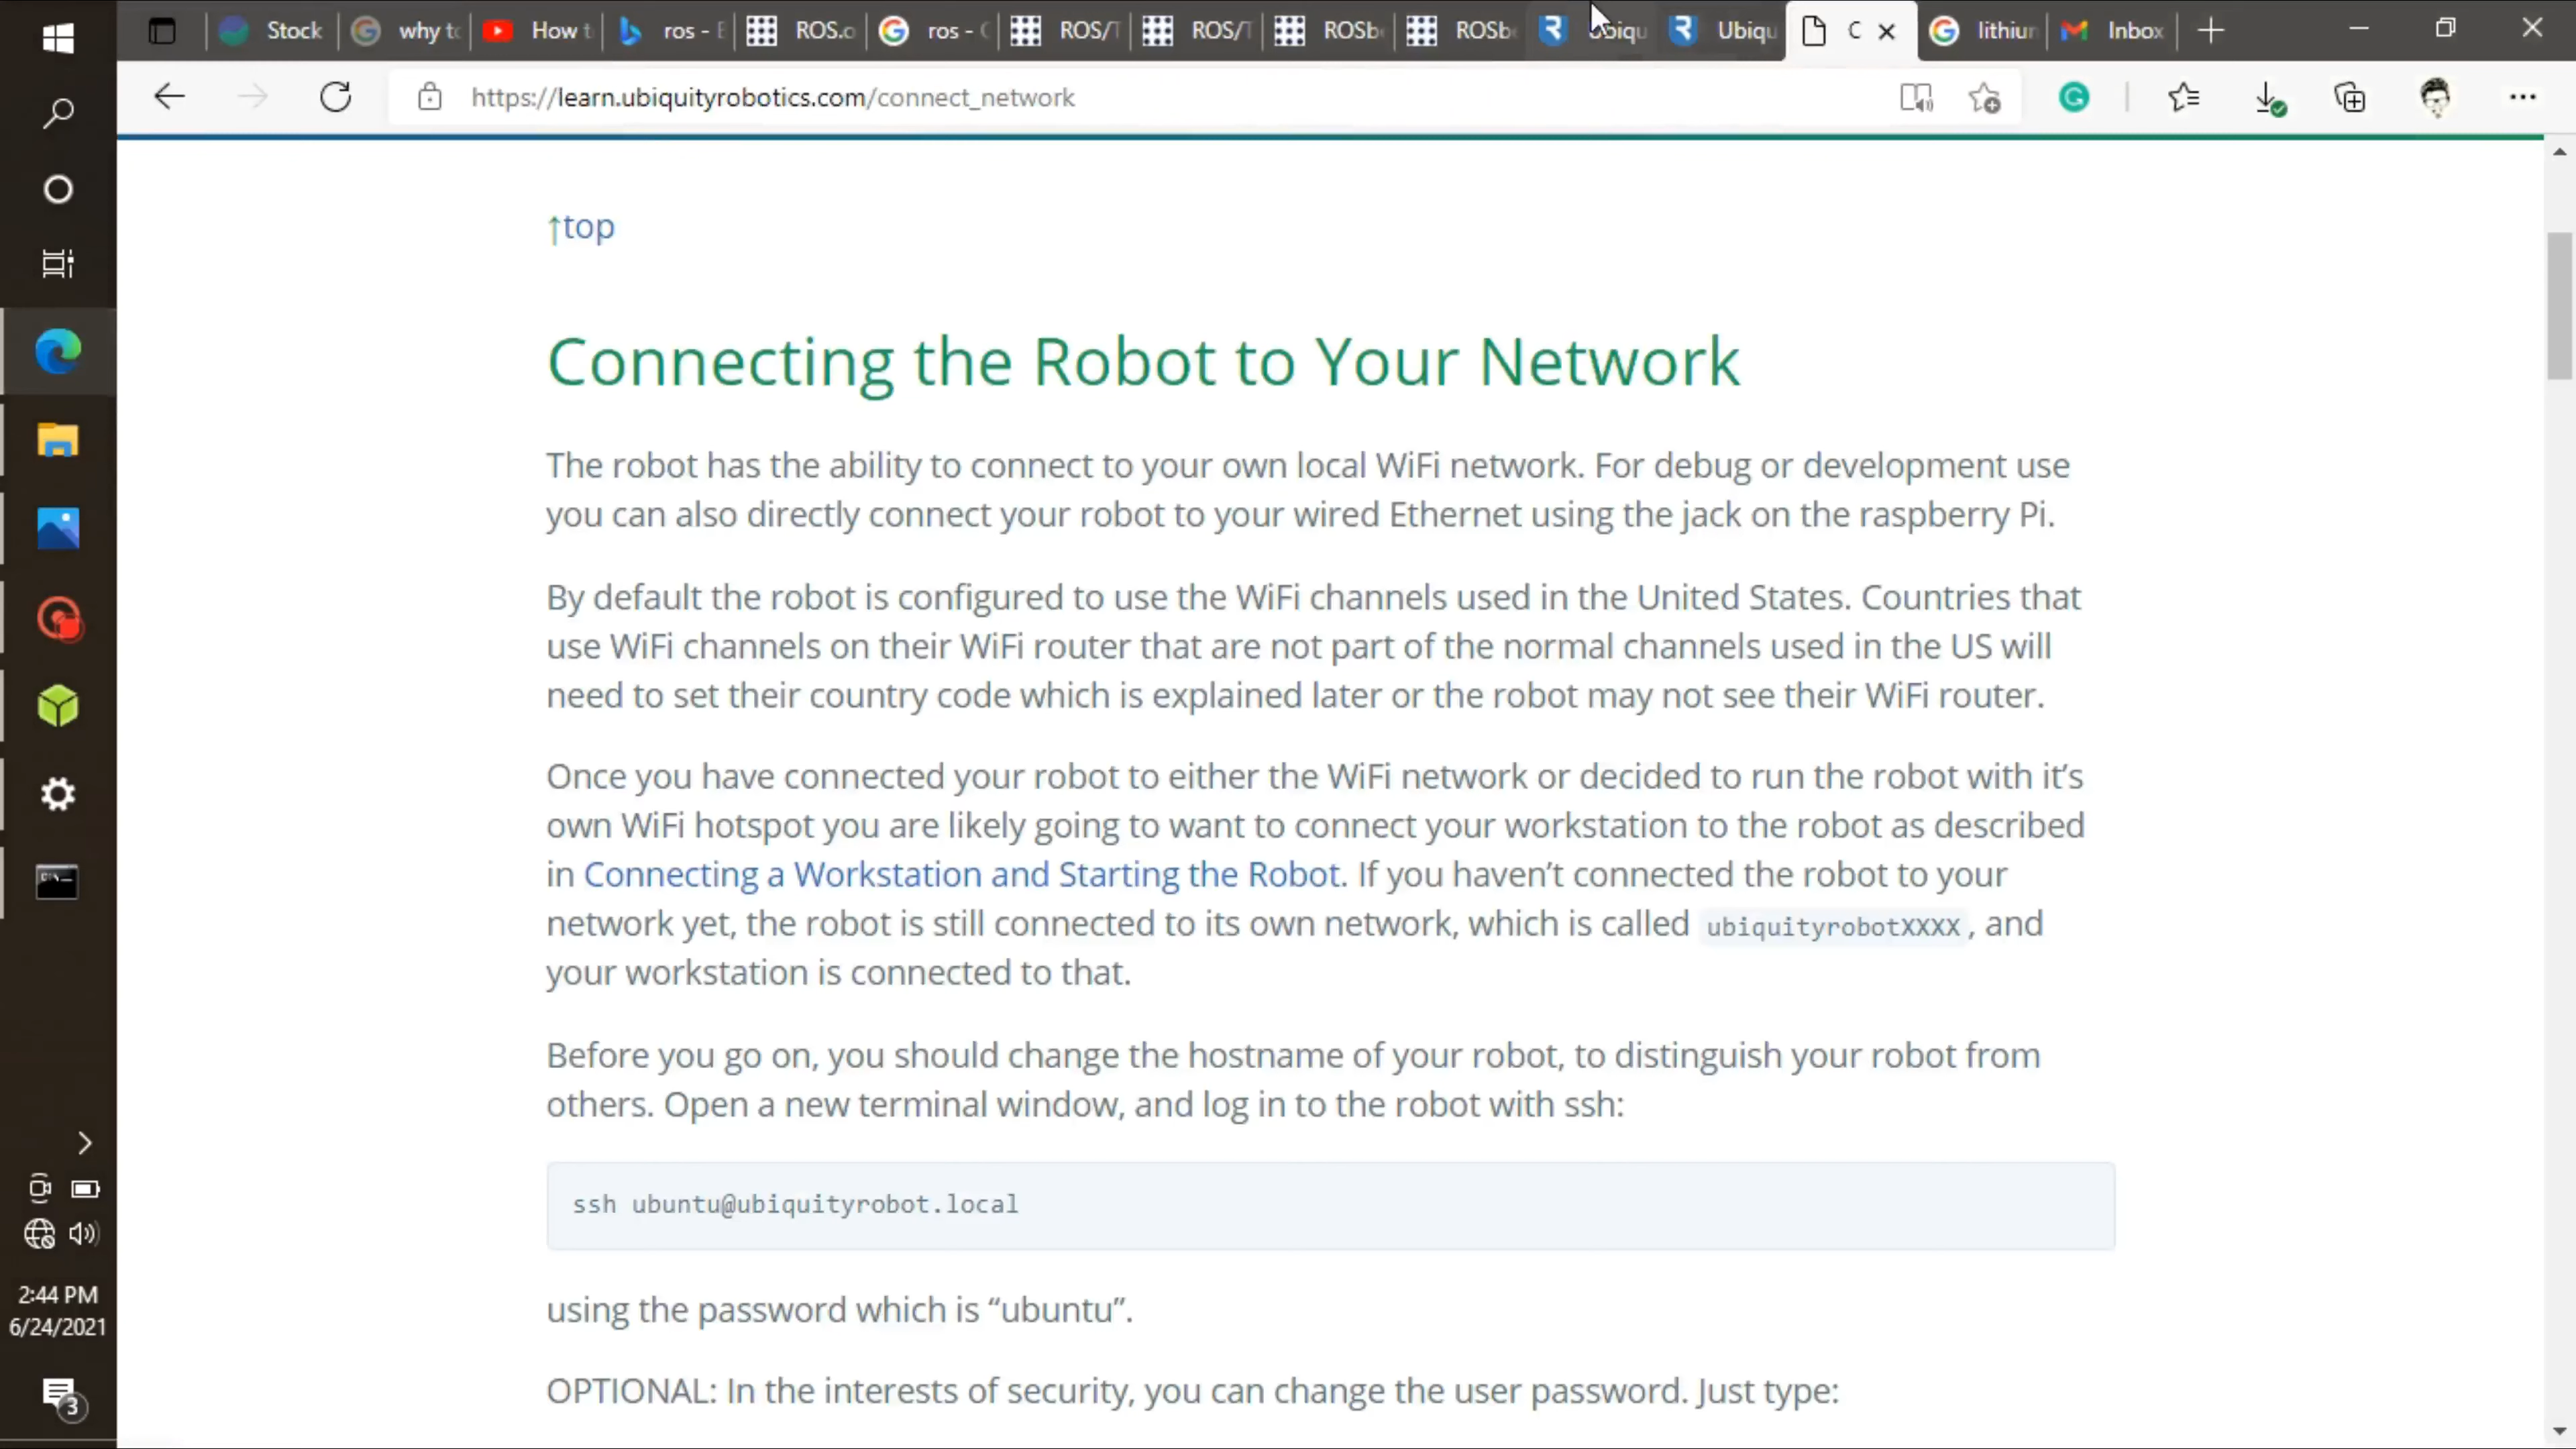 Stock
why to
How t
ros - B
ROS.o
ros - G
ROS/T
ROS/T
ROSb
ROSb
Ubiqu
Ubiqu
C
lithiu
Inbox
https://learn.ubiquityrobotics.com/connect_network
↑top
Connecting the Robot to Your Network
The robot has the ability to connect to your own local WiFi network. For debug or development use
you can also directly connect your robot to your wired Ethernet using the jack on the raspberry Pi.
By default the robot is configured to use the WiFi channels used in the United States. Countries that
use WiFi channels on their WiFi router that are not part of the normal channels used in the US will
need to set their country code which is explained later or the robot may not see their WiFi router.
Once you have connected your robot to either the WiFi network or decided to run the robot with it’s
own WiFi hotspot you are likely going to want to connect your workstation to the robot as described
in Connecting a Workstation and Starting the Robot. If you haven’t connected the robot to your
network yet, the robot is still connected to its own network, which is called ubiquityrobotXXXX, and
your workstation is connected to that.
Before you go on, you should change the hostname of your robot, to distinguish your robot from
others. Open a new terminal window, and log in to the robot with ssh:
ssh ubuntu@ubiquityrobot.local
using the password which is “ubuntu”.
OPTIONAL: In the interests of security, you can change the user password. Just type:
2:44 PM
6/24/2021
3